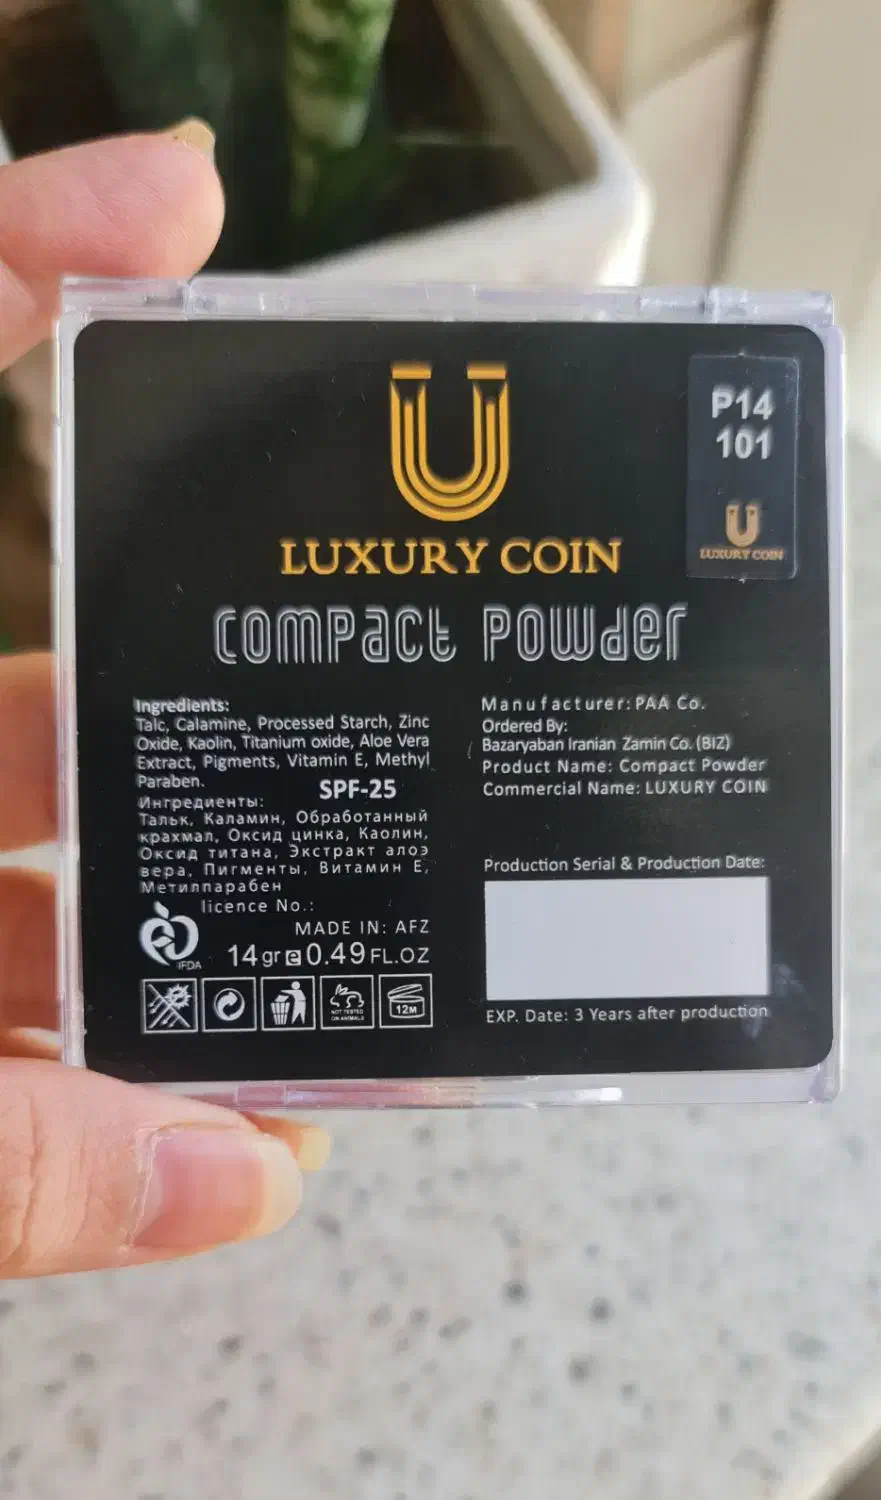 P14
101
LUXURY COIN
LUXURY COIN
Compact Powder
Ingredients:
Talc, Calamine, Processed Starch, Zinc
Oxide, Kaolin, Titanium oxide, Aloe Vera
Extract, Pigments, Vitamin E, Methyl
Paraben.
SPF-25
Ингредиенты:
Тальк, Каламин, Обработанный
крахмал, Оксид цинка, Каолин,
Оксид титана, Экстракт алоэ
вера, Пигменты, Витамин Е,
Метилпарабен
licence No.:
MADE IN: AFZ
IFDA
14gr e 0.49 FL.OZ
NOT TESTED
ON ANIMALS
12M
Manufacturer: PAA Co.
Ordered By:
Bazaryaban Iranian Zamin Co. (BIZ)
Product Name: Compact Powder
Commercial Name: LUXURY COIN
Production Serial & Production Date:
EXP. Date: 3 Years after production